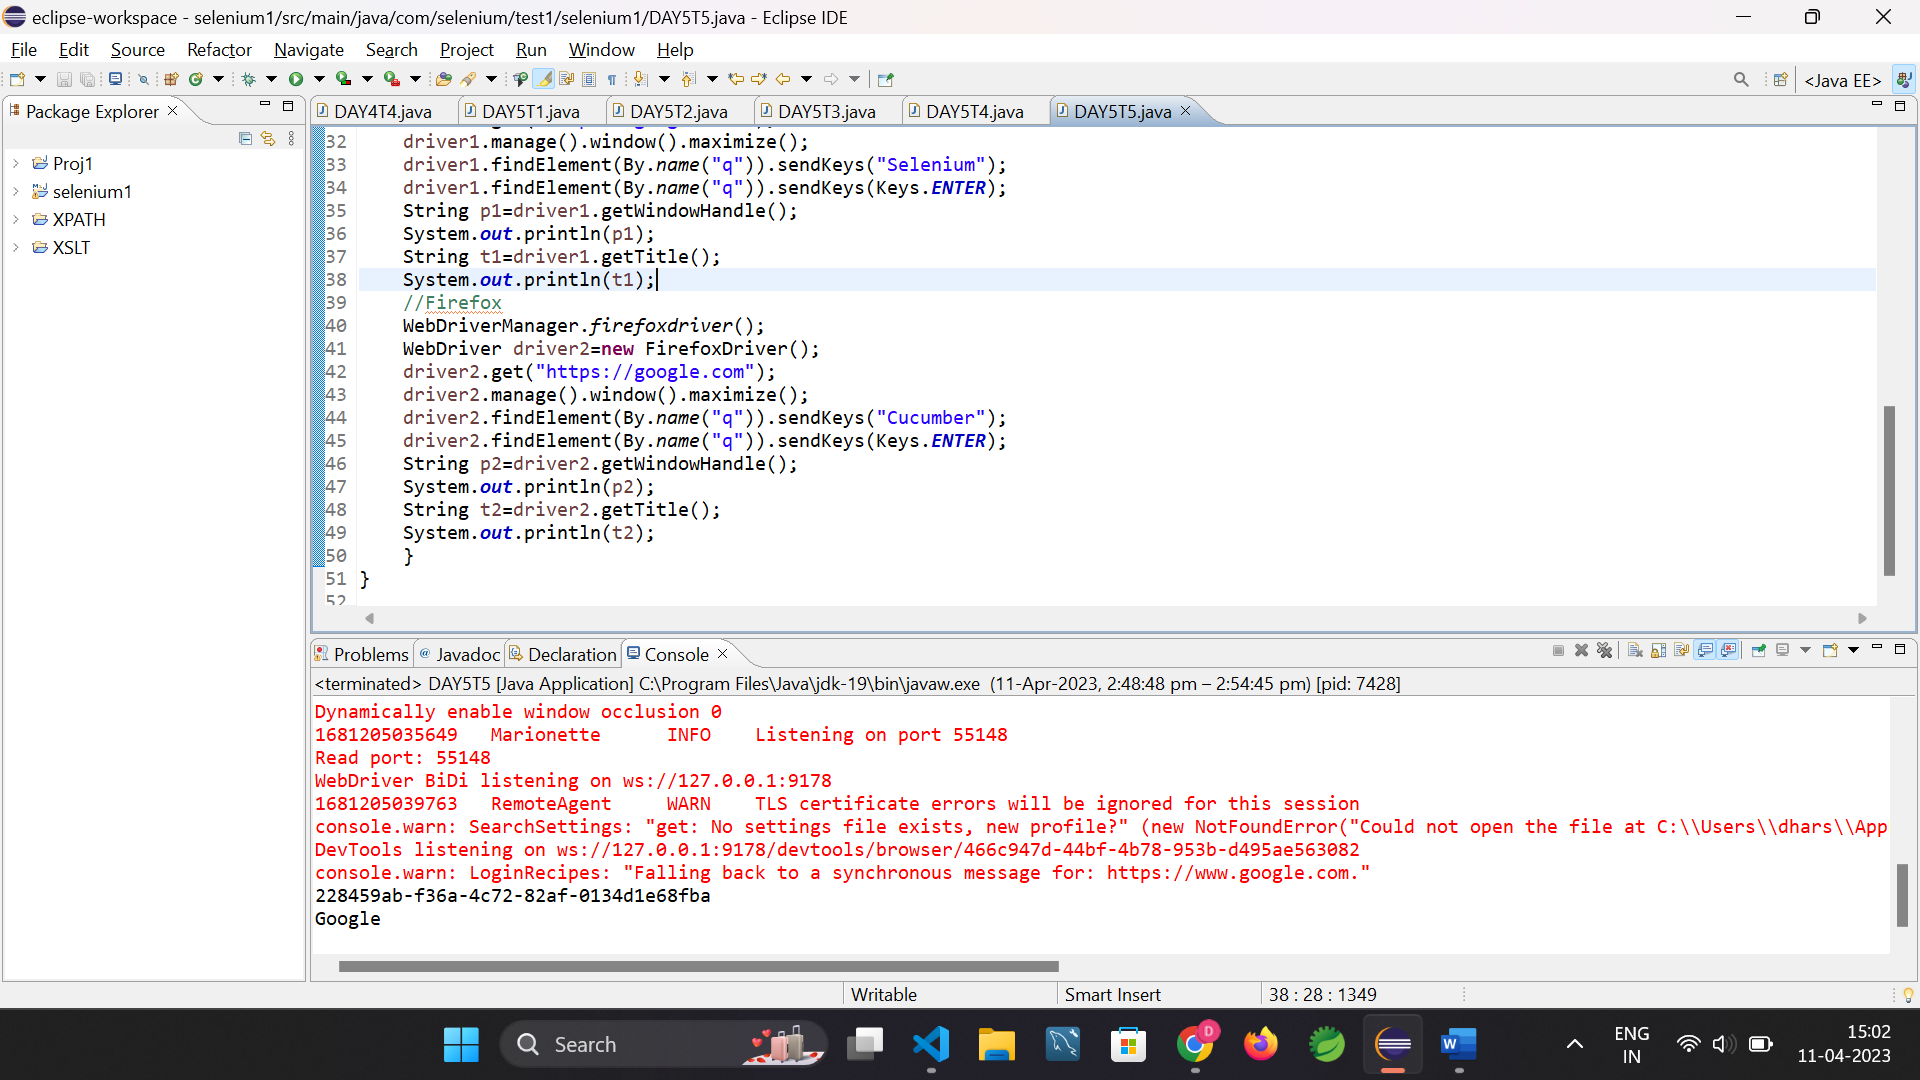 eclipse-workspace - selenium1/src/main/java/com/selenium/test1/selenium1/DAY5T5.java - Eclipse IDE
File Edit Source Refactor Navigate Search Project Run Window Help
<Java EE>
Package Explorer
DAY4T4.java DAY5T1.java DAY5T2.java DAY5T3.java DAY5T4.java DAY5T5.java
Proj1
selenium1
XPATH
XSLT
32 driver1.manage().window().maximize();
33 driver1.findElement(By.name("q")).sendKeys("Selenium");
34 driver1.findElement(By.name("q")).sendKeys(Keys.ENTER);
35 String p1=driver1.getWindowHandle();
36 System.out.println(p1);
37 String t1=driver1.getTitle();
38 System.out.println(t1);
39 //Firefox
40 WebDriverManager.firefoxdriver();
41 WebDriver driver2=new FirefoxDriver();
42 driver2.get("https://google.com");
43 driver2.manage().window().maximize();
44 driver2.findElement(By.name("q")).sendKeys("Cucumber");
45 driver2.findElement(By.name("q")).sendKeys(Keys.ENTER);
46 String p2=driver2.getWindowHandle();
47 System.out.println(p2);
48 String t2=driver2.getTitle();
49 System.out.println(t2);
50 }
51 }
52
Problems @ Javadoc Declaration Console
<terminated> DAY5T5 [Java Application] C:\Program Files\Java\jdk-19\bin\javaw.exe (11-Apr-2023, 2:48:48 pm – 2:54:45 pm) [pid: 7428]
Dynamically enable window occlusion 0
1681205035649 Marionette INFO Listening on port 55148
Read port: 55148
WebDriver BiDi listening on ws://127.0.0.1:9178
1681205039763 RemoteAgent WARN TLS certificate errors will be ignored for this session
console.warn: SearchSettings: "get: No settings file exists, new profile?" (new NotFoundError("Could not open the file at C:\\Users\\dhars\\App
DevTools listening on ws://127.0.0.1:9178/devtools/browser/466c947d-44bf-4b78-953b-d495ae563082
console.warn: LoginRecipes: "Falling back to a synchronous message for: https://www.google.com."
228459ab-f36a-4c72-82af-0134d1e68fba
Google
Writable Smart Insert 38 : 28 : 1349
Search
D
W
ENG
IN
15:02
11-04-2023